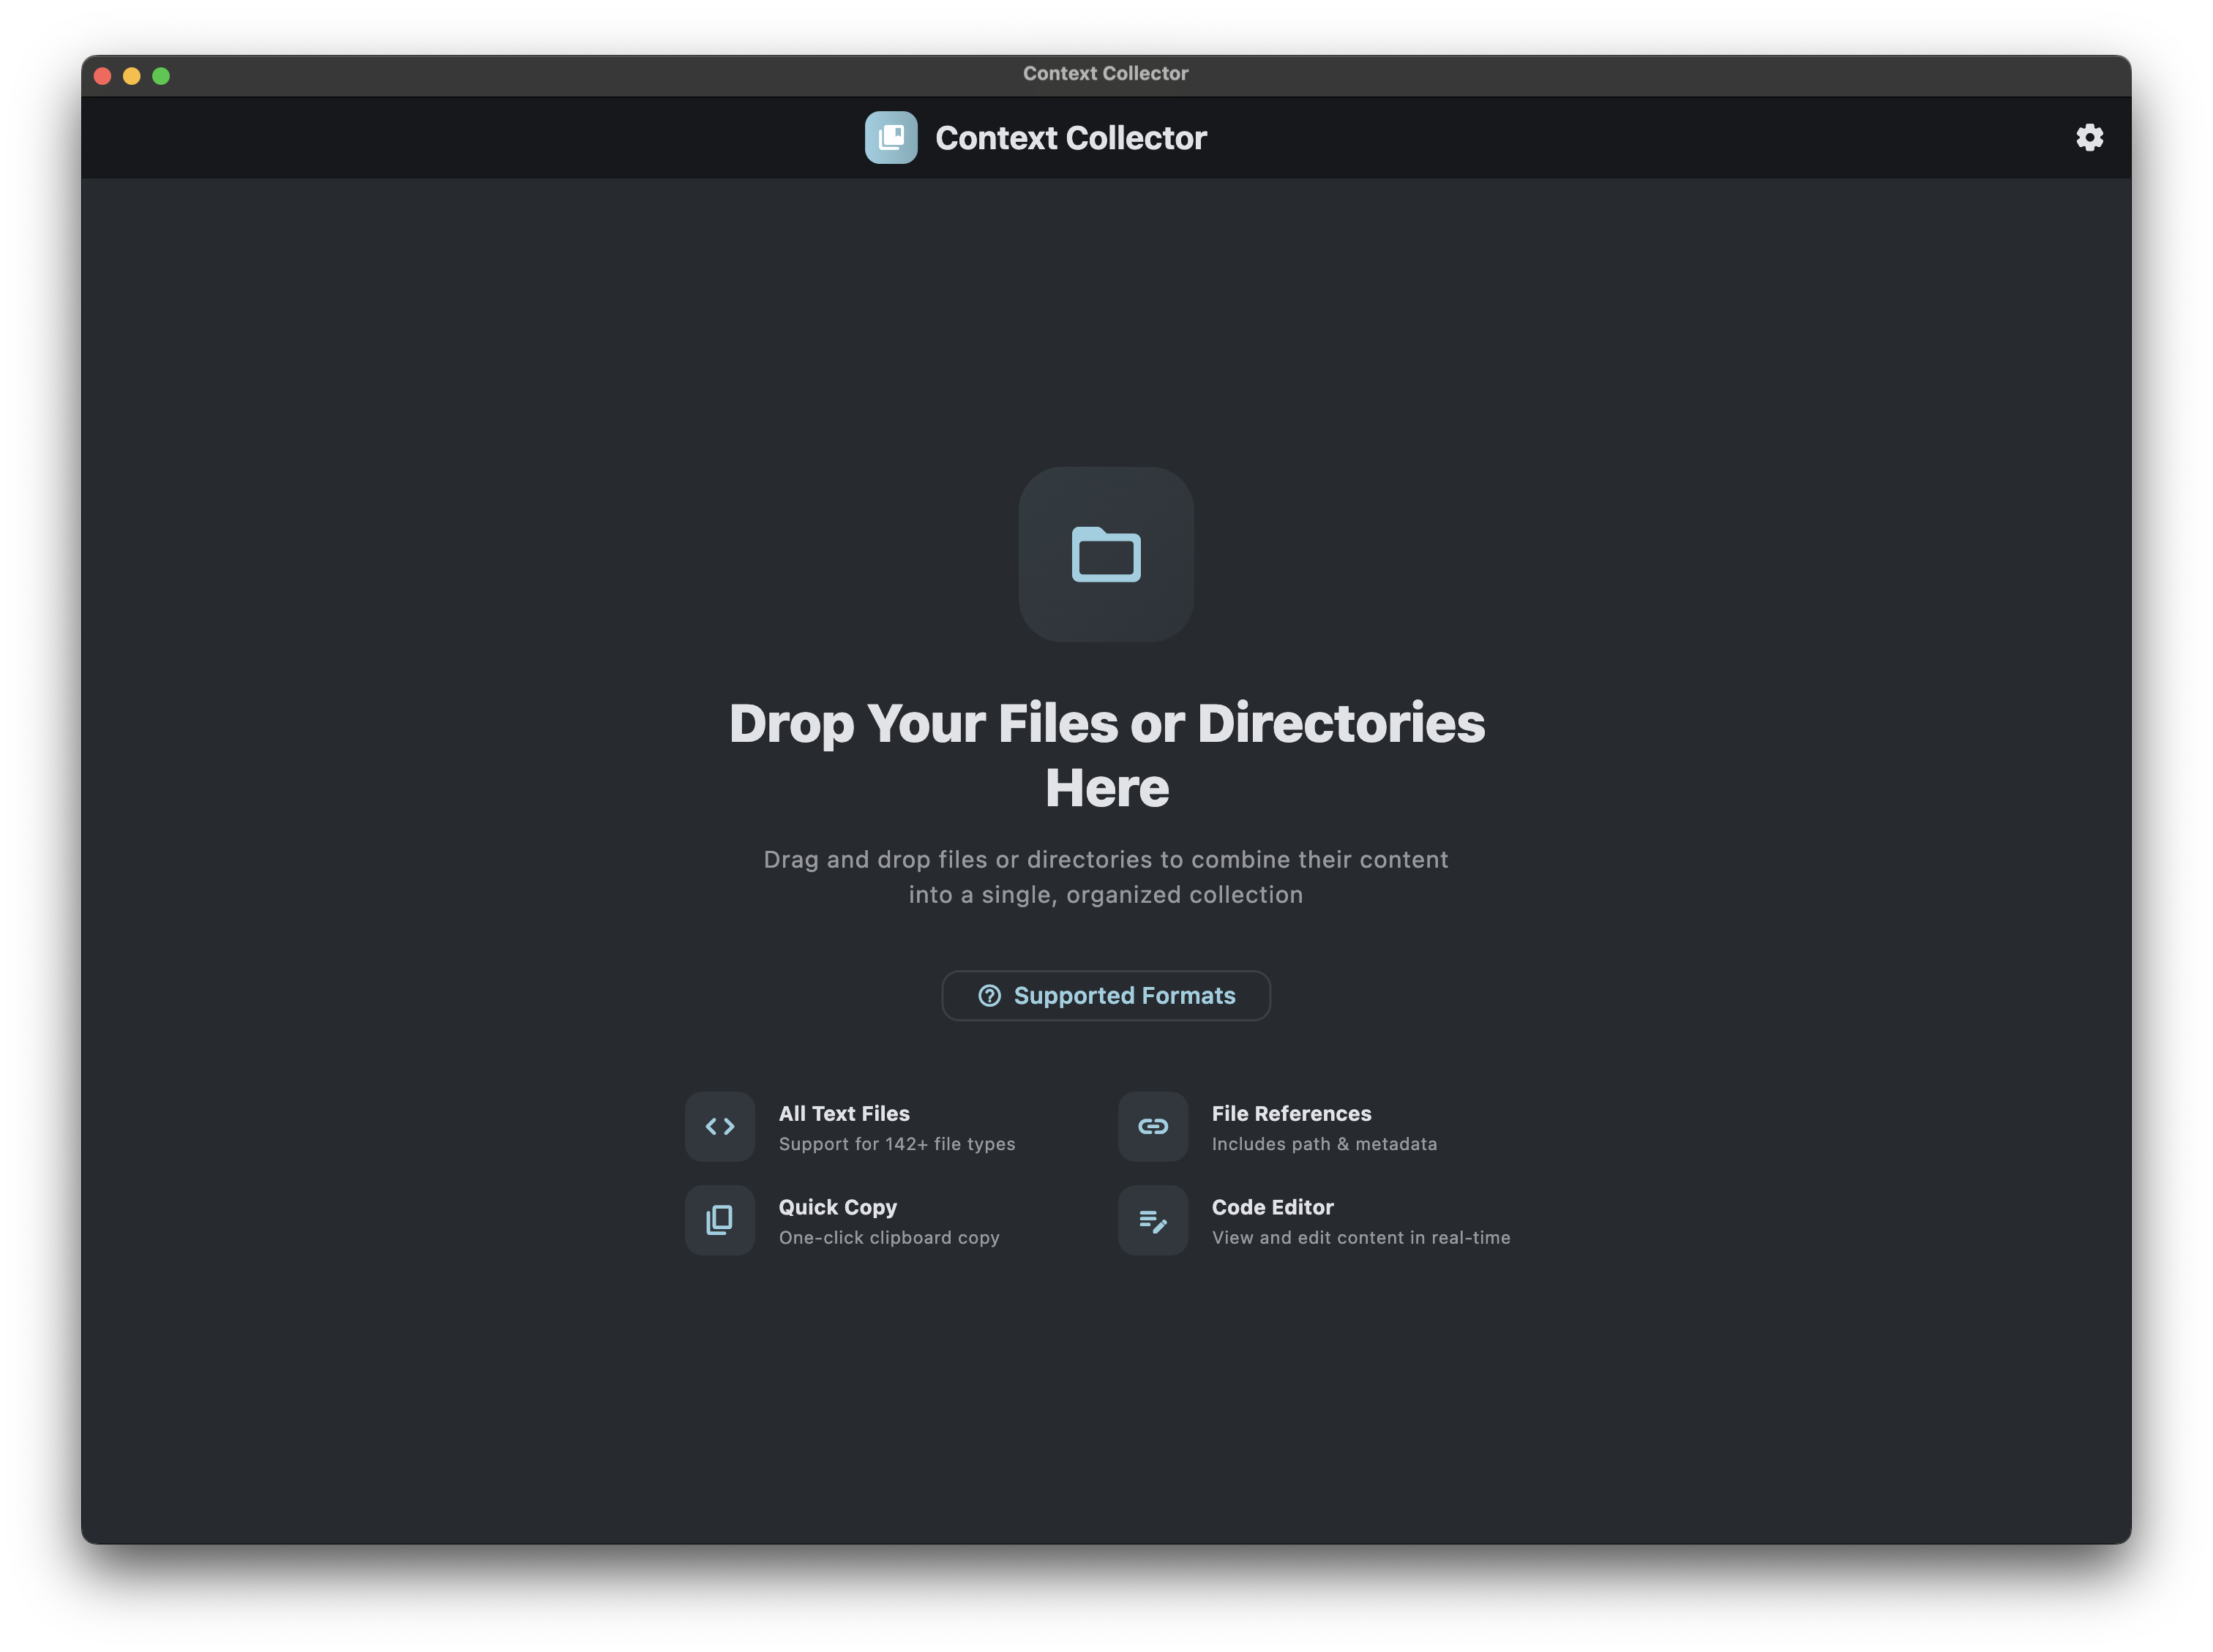 Context Collector
Context Collector
Drop Your Files or Directories
Here
Drag and drop files or directories to combine their content
into a single, organized collection
Supported Formats
All Text Files
Support for 142+ file types
File References
Includes path & metadata
Quick Copy
One-click clipboard copy
Code Editor
View and edit content in real-time